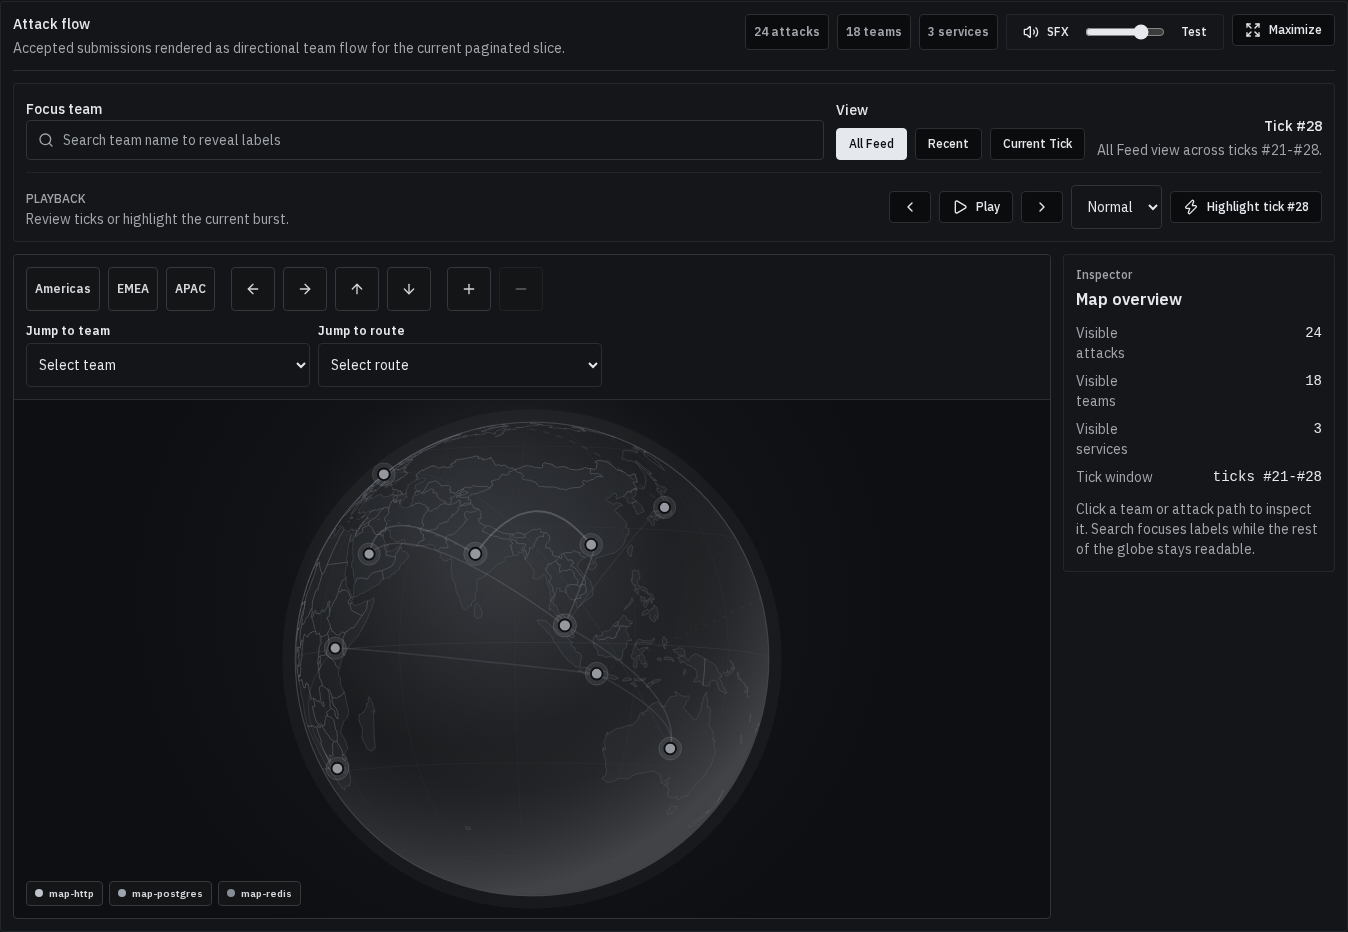 Attack flow
Accepted submissions rendered as directional team flow for the current paginated slice.
24 attacks
18 teams
3 services
SFX
Test
Maximize
Focus team
Search team name to reveal labels
View
All Feed
Recent
Current Tick
Tick #28
All Feed view across ticks #21-#28.
PLAYBACK
Review ticks or highlight the current burst.
Play
Normal
Highlight tick #28
Americas
EMEA
APAC
Jump to team
Select team
Jump to route
Select route
map-http
map-postgres
map-redis
Inspector
Map overview
Visible
attacks
24
Visible
teams
18
Visible
services
3
Tick window
ticks #21-#28
Click a team or attack path to inspect
it. Search focuses labels while the rest
of the globe stays readable.